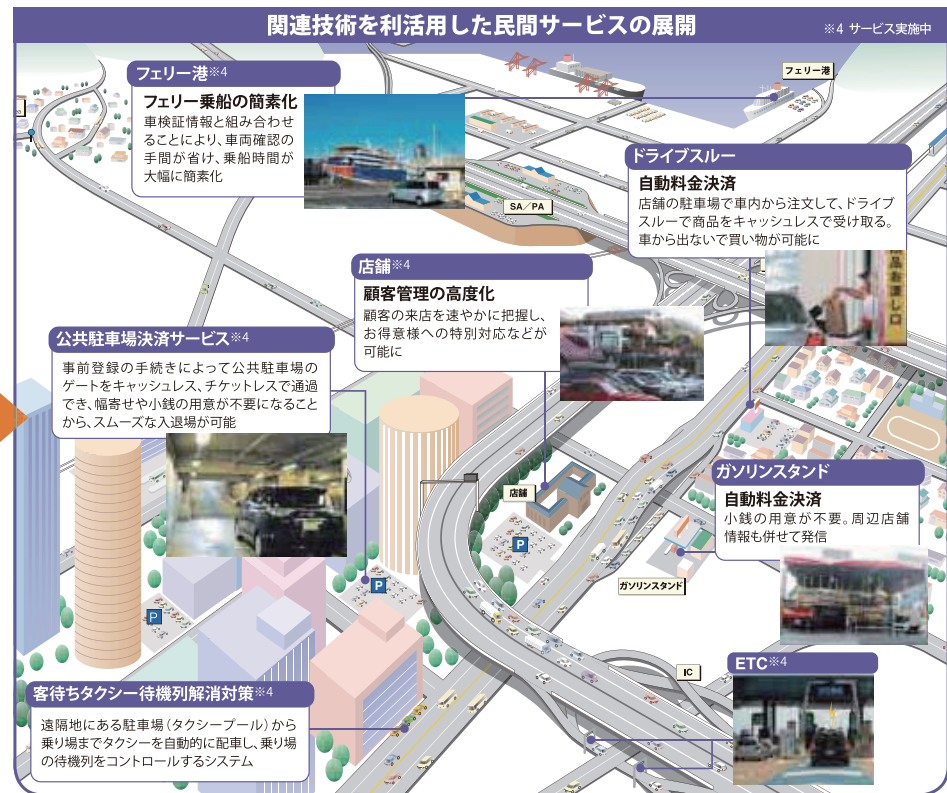 関連技術を利活用した民間サービスの展開
※4 サービス実施中
フェリー港※4
フェリー乗船の簡素化
車検証情報と組み合わせ
ることにより、車両確認の
手間が省け、乗船時間が
大幅に簡素化
フェリー港
SA/PA
ドライブスルー
自動料金決済
店舗の駐車場で車内から注文して、ドライブ
スルーで商品をキャッシュレスで受け取る。
車から出ないで買い物が可能に
店舗※4
顧客管理の高度化
顧客の来店を速やかに把握し、
お得意様への特別対応などが
可能に
公共駐車場決済サービス※4
事前登録の手続きによって公共駐車場の
ゲートをキャッシュレス、チケットレスで通過
でき、幅寄せや小銭の用意が不要になること
から、スムーズな入退場が可能
店舗
P
P
P
ガソリンスタンド
自動料金決済
小銭の用意が不要。周辺店舗
情報も併せて発信
ガソリンスタンド
IC
ETC※4
客待ちタクシー待機列解消対策※4
遠隔地にある駐車場（タクシープール）から
乗り場までタクシーを自動的に配車し、乗り場
の待機列をコントロールするシステム